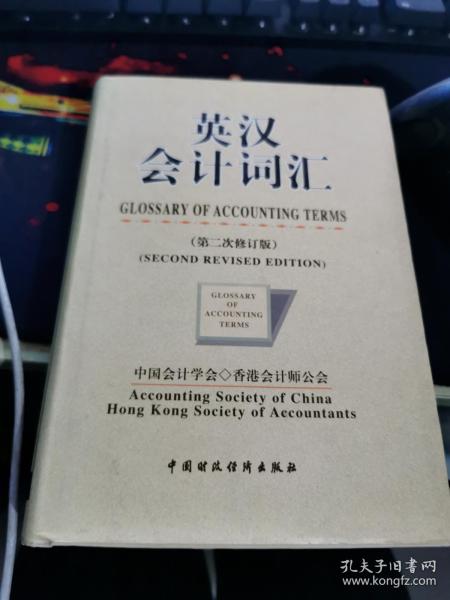 英汉
会计词汇
GLOSSARY OF ACCOUNTING TERMS
（第二次修订版）
(SECOND REVISED EDITION)
GLOSSARY
OF
ACCOUNTING
TERMS
中国会计学会◇香港会计师公会
Accounting Society of China
Hong Kong Society of Accountants
中国财政经济出版社
孔夫子旧书网
www.kongfz.com